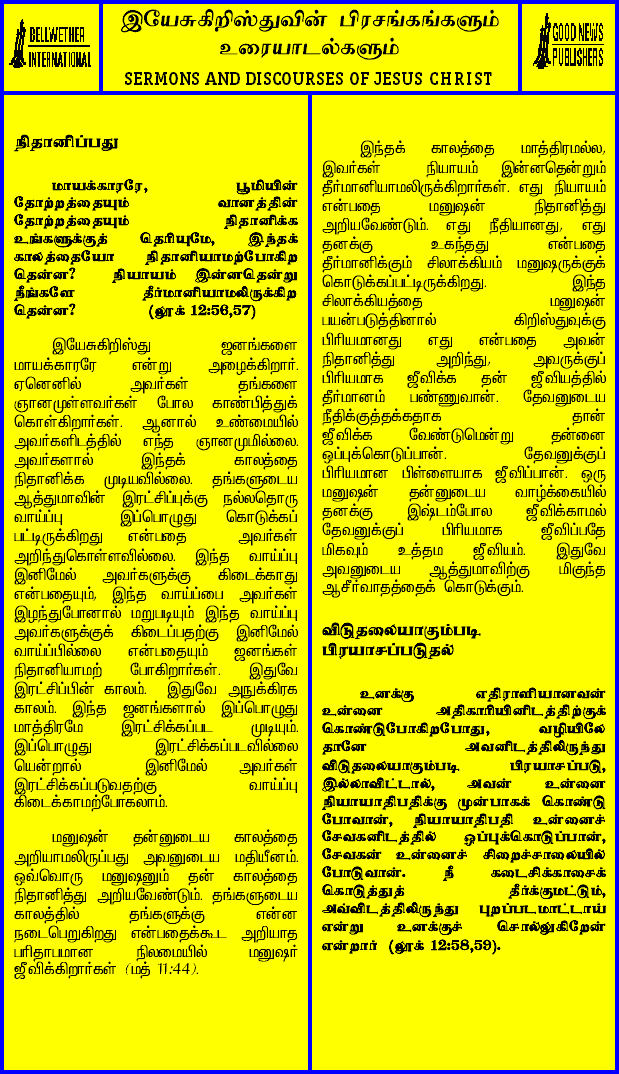 BELLWETHER
INTERNATIONAL
இயேசுகிறிஸ்துவின் பிரசங்கங்களும்
உரையாடல்களும்
SERMONS AND DISCOURSES OF JESUS CHRIST
GOOD NEWS
PUBLISHERS
நிதானிப்பது
மாயக்காரரே, பூமியின்
தோற்றத்தையும் வானத்தின்
தோற்றத்தையும் நிதானிக்க
உங்களுக்குத் தெரியுமே, இந்தக்
காலத்தையோ நிதானியாமற்போகிற
தென்ன? நியாயம் இன்னதென்று
நீங்களே தீர்மானியாமலிருக்கிற
தென்ன? (லூக் 12:56,57)
இயேசுகிறிஸ்து ஜனங்களை
மாயக்காரரே என்று அழைக்கிறார்.
ஏனெனில் அவர்கள் தங்களை
ஞானமுள்ளவர்கள் போல காண்பித்துக்
கொள்கிறார்கள். ஆனால் உண்மையில்
அவர்களிடத்தில் எந்த ஞானமுமில்லை.
அவர்களால் இந்தக் காலத்தை
நிதானிக்க முடியவில்லை. தங்களுடைய
ஆத்துமாவின் இரட்சிப்புக்கு நல்லதொரு
வாய்ப்பு இப்பொழுது கொடுக்கப்
பட்டிருக்கிறது என்பதை அவர்கள்
அறிந்துகொள்ளவில்லை. இந்த வாய்ப்பு
இனிமேல் அவர்களுக்கு கிடைக்காது
என்பதையும், இந்த வாய்ப்பை அவர்கள்
இழந்துபோனால் மறுபடியும் இந்த வாய்ப்பு
அவர்களுக்குக் கிடைப்பதற்கு இனிமேல்
வாய்ப்பில்லை என்பதையும் ஜனங்கள்
நிதானியாமற் போகிறார்கள். இதுவே
இரட்சிப்பின் காலம். இதுவே அநுக்கிரக
காலம். இந்த ஜனங்களால் இப்பொழுது
மாத்திரமே இரட்சிக்கப்பட முடியும்.
இப்பொழுது இரட்சிக்கப்படவில்லை
யென்றால் இனிமேல் அவர்கள்
இரட்சிக்கப்படுவதற்கு வாய்ப்பு
கிடைக்காமற்போகலாம்.
மனுஷன் தன்னுடைய காலத்தை
அறியாமலிருப்பது அவனுடைய மதியீனம்.
ஒவ்வொரு மனுஷனும் தன் காலத்தை
நிதானித்து அறியவேண்டும். தங்களுடைய
காலத்தில் தங்களுக்கு என்ன
நடைபெறுகிறது என்பதைக்கூட அறியாத
பரிதாபமான நிலமையில் மனுஷர்
ஜீவிக்கிறார்கள் (மத் 11:44).
இந்தக் காலத்தை மாத்திரமல்ல,
இவர்கள் நியாயம் இன்னதென்றும்
தீர்மானியாமலிருக்கிறார்கள். எது நியாயம்
என்பதை மனுஷன் நிதானித்து
அறியவேண்டும். எது நீதியானது, எது
தனக்கு உகந்தது என்பதை
தீர்மானிக்கும் சிலாக்கியம் மனுஷருக்குக்
கொடுக்கப்பட்டிருக்கிறது. இந்த
சிலாக்கியத்தை மனுஷன்
பயன்படுத்தினால் கிறிஸ்துவுக்கு
பிரியமானது எது என்பதை அவன்
நிதானித்து அறிந்து, அவருக்குப்
பிரியமாக ஜீவிக்க தன் ஜீவியத்தில்
தீர்மானம் பண்ணுவான். தேவனுடைய
நீதிக்குத்தக்கதாக தான்
ஜீவிக்க வேண்டுமென்று தன்னை
ஒப்புக்கொடுப்பான். தேவனுக்குப்
பிரியமான பிள்ளையாக ஜீவிப்பான். ஒரு
மனுஷன் தன்னுடைய வாழ்க்கையில்
தனக்கு இஷ்டம்போல ஜீவிக்காமல்
தேவனுக்குப் பிரியமாக ஜீவிப்பதே
மிகவும் உத்தம ஜீவியம். இதுவே
அவனுடைய ஆத்துமாவிற்கு மிகுந்த
ஆசீர்வாதத்தைக் கொடுக்கும்.
விடுதலையாகும்படி.
பிரயாசப்படுதல்
உனக்கு எதிராளியானவன்
உன்னை அதிகாரியினிடத்திற்குக்
கொண்டுபோகிறபோது, வழியிலே
தானே அவனிடத்திலிருந்து
விடுதலையாகும்படி. பிரயாசப்படு,
இல்லாவிட்டால், அவன் உன்னை
நியாயாதிபதிக்கு முன்பாகக் கொண்டு
போவான், நியாயாதிபதி உன்னைச்
சேவகனிடத்தில் ஒப்புக்கொடுப்பான்,
சேவகன் உன்னைச் சிறைச்சாலையில்
போடுவான். நீ கடைசிக்காசைக்
கொடுத்துத் தீர்க்குமட்டும்,
அவ்விடத்திலிருந்து புறப்படமாட்டாய்
என்று உனக்குச் சொல்லுகிறேன்
என்றார் (லூக் 12:58,59).